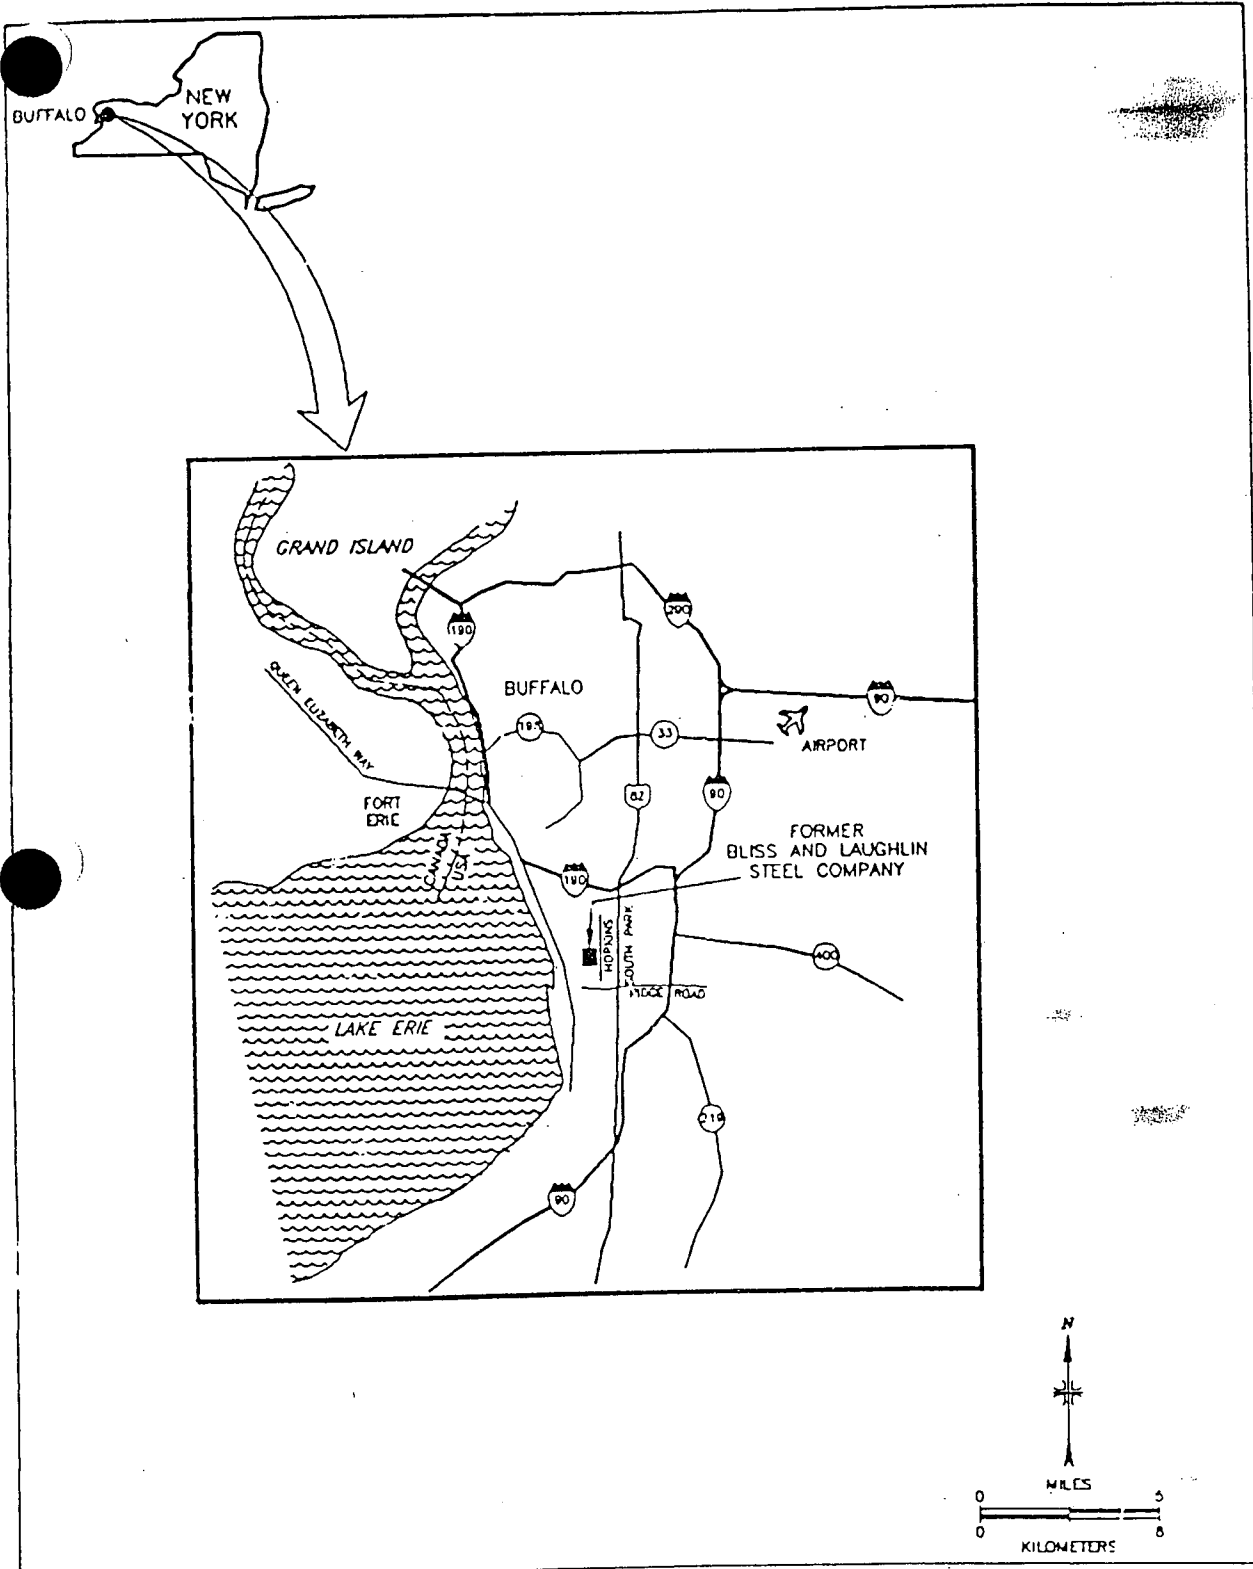 NEW
YORK
BUFFALO
GRAND ISLAND
290
190
QUEEN ELIZABETH WAY
BUFFALO
90
33
AIRPORT
FORT
ERIE
62
90
CANADA
USA
FORMER
BLISS AND LAUGHLIN
STEEL COMPANY
190
HOPKINS
SOUTH PARK
400
RIDGE ROAD
LAKE ERIE
219
90
N
MILES
0 5
0 8
KILOMETERS